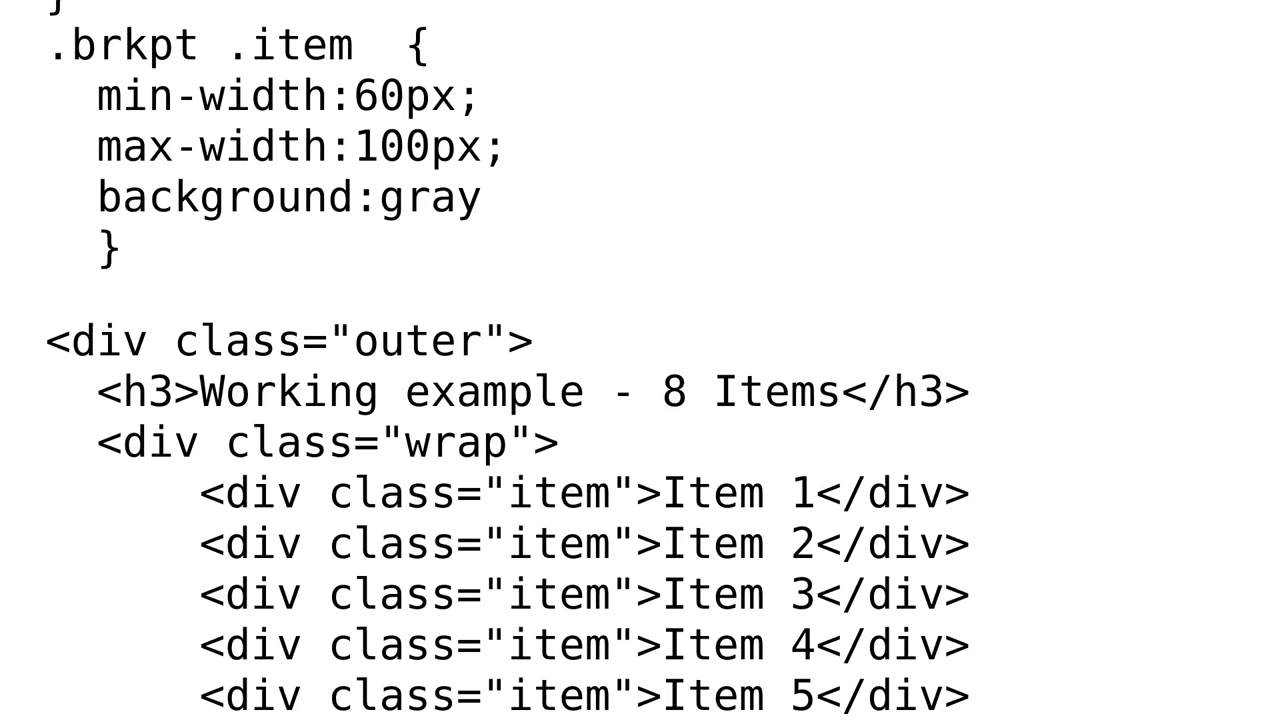 }
.brkpt .item  {
  min-width:60px;
  max-width:100px;
  background:gray
  }

<div class="outer">
  <h3>Working example - 8 Items</h3>
  <div class="wrap">
      <div class="item">Item 1</div>
      <div class="item">Item 2</div>
      <div class="item">Item 3</div>
      <div class="item">Item 4</div>
      <div class="item">Item 5</div>